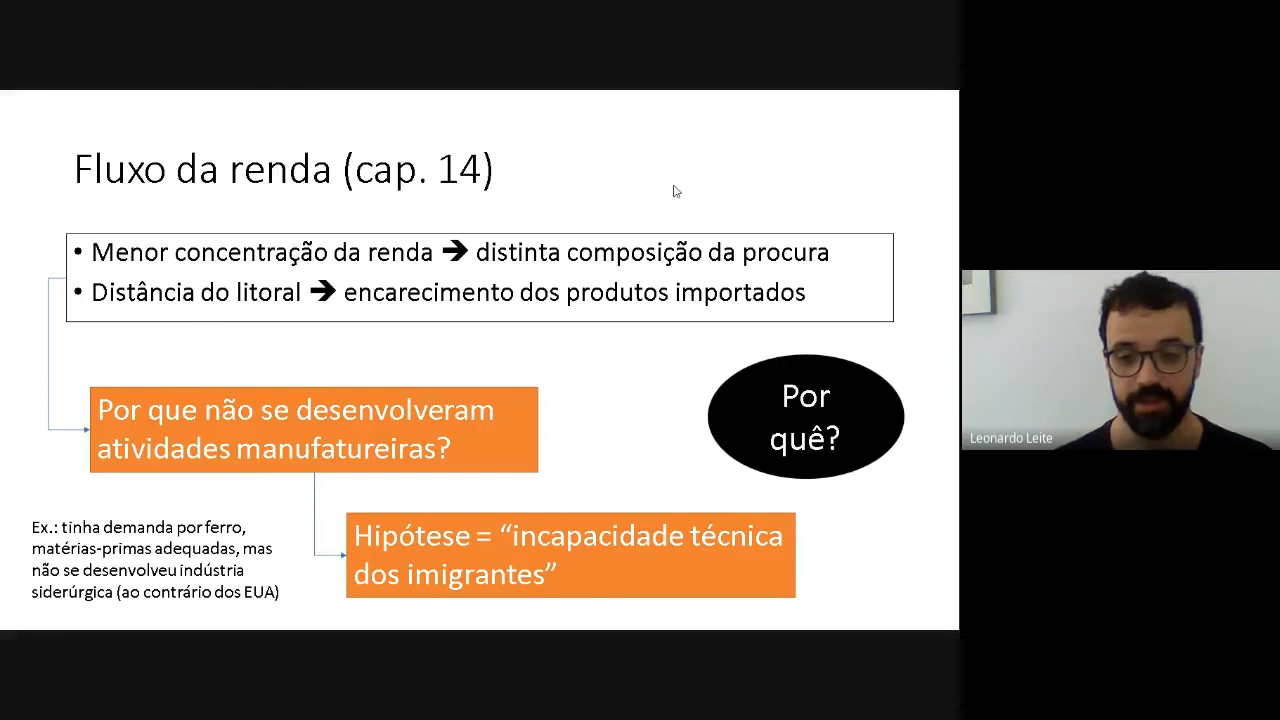 Fluxo da renda (cap. 14)
• Menor concentração da renda ➔ distinta composição da procura
• Distância do litoral ➔ encarecimento dos produtos importados
Por que não se desenvolveram
atividades manufatureiras?
Por
quê?
Ex.: tinha demanda por ferro,
matérias-primas adequadas, mas
não se desenvolveu indústria
siderúrgica (ao contrário dos EUA)
Hipótese = “incapacidade técnica
dos imigrantes”
Leonardo Leite